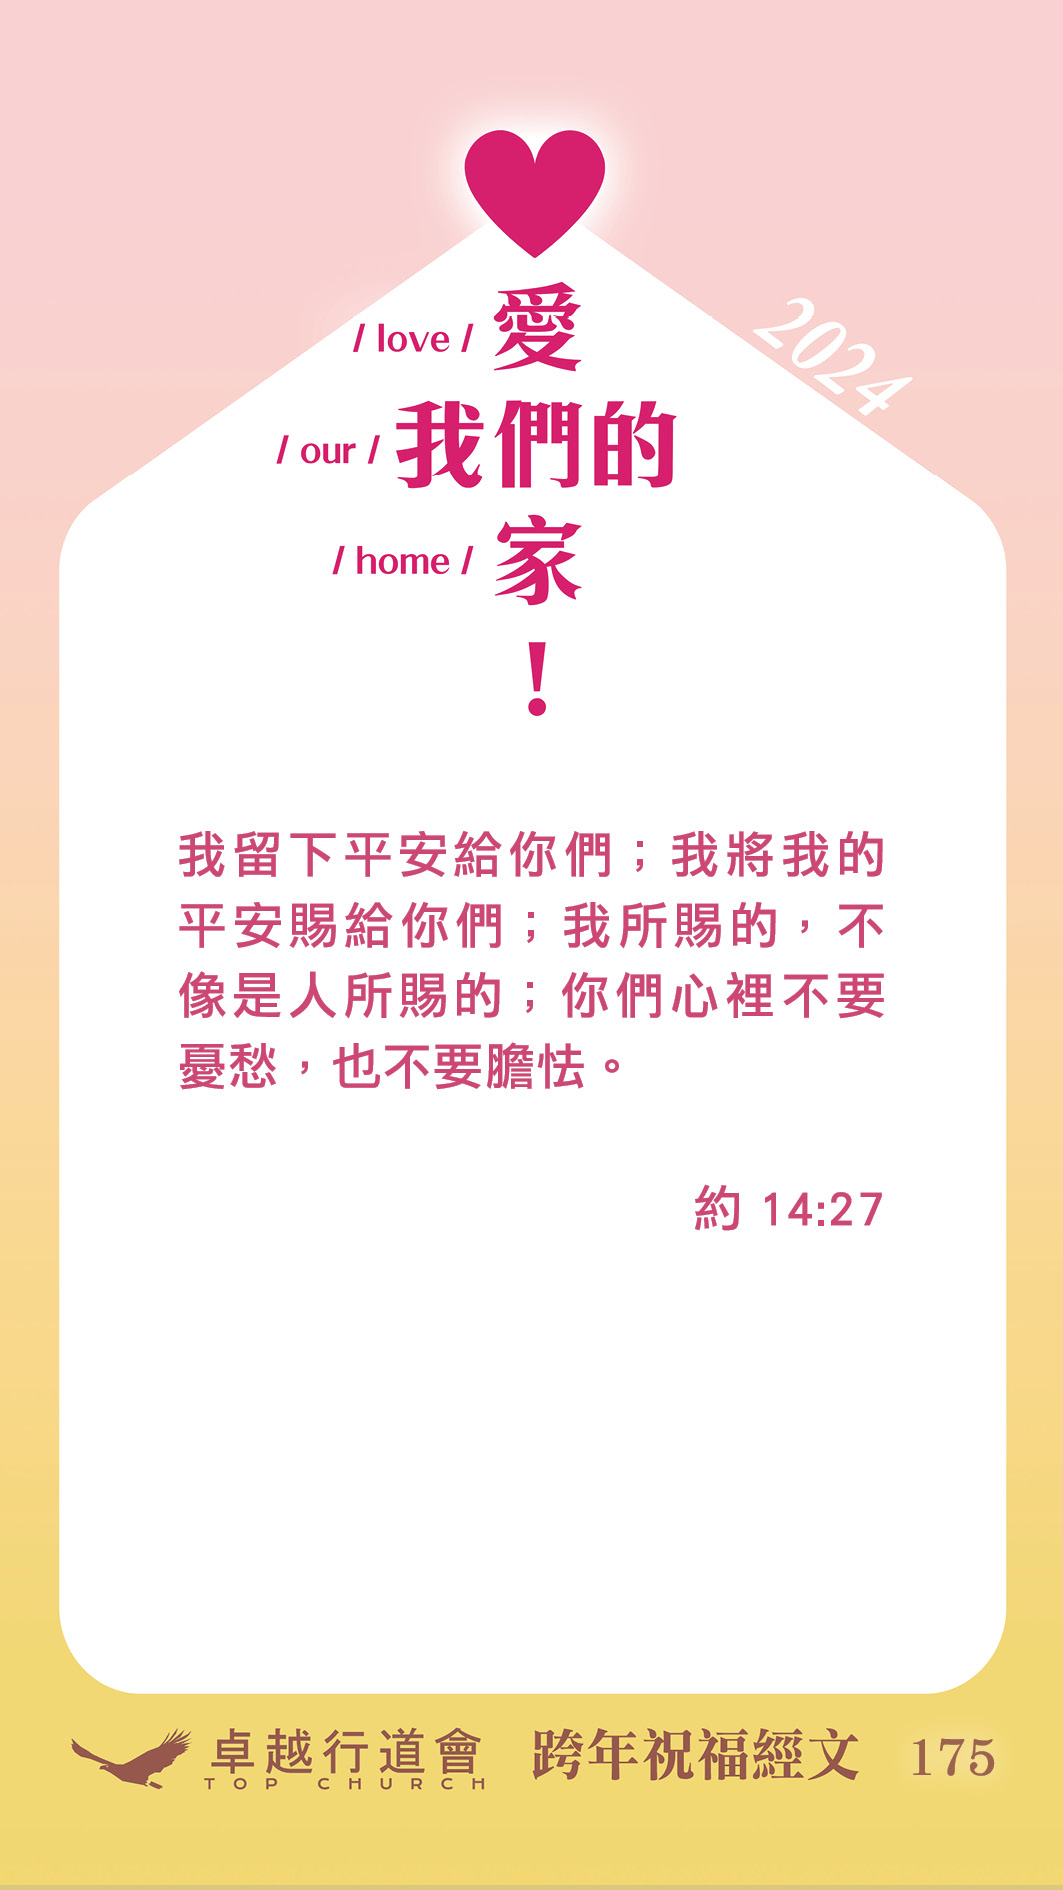 2024
/ love / 愛
/ our / 我們的
/ home / 家
!
我留下平安給你們；我將我的
平安賜給你們；我所賜的，不
像是人所賜的；你們心裡不要
憂愁，也不要膽怯。
約 14:27
卓越行道會 跨年祝福經文 175
TOP CHURCH